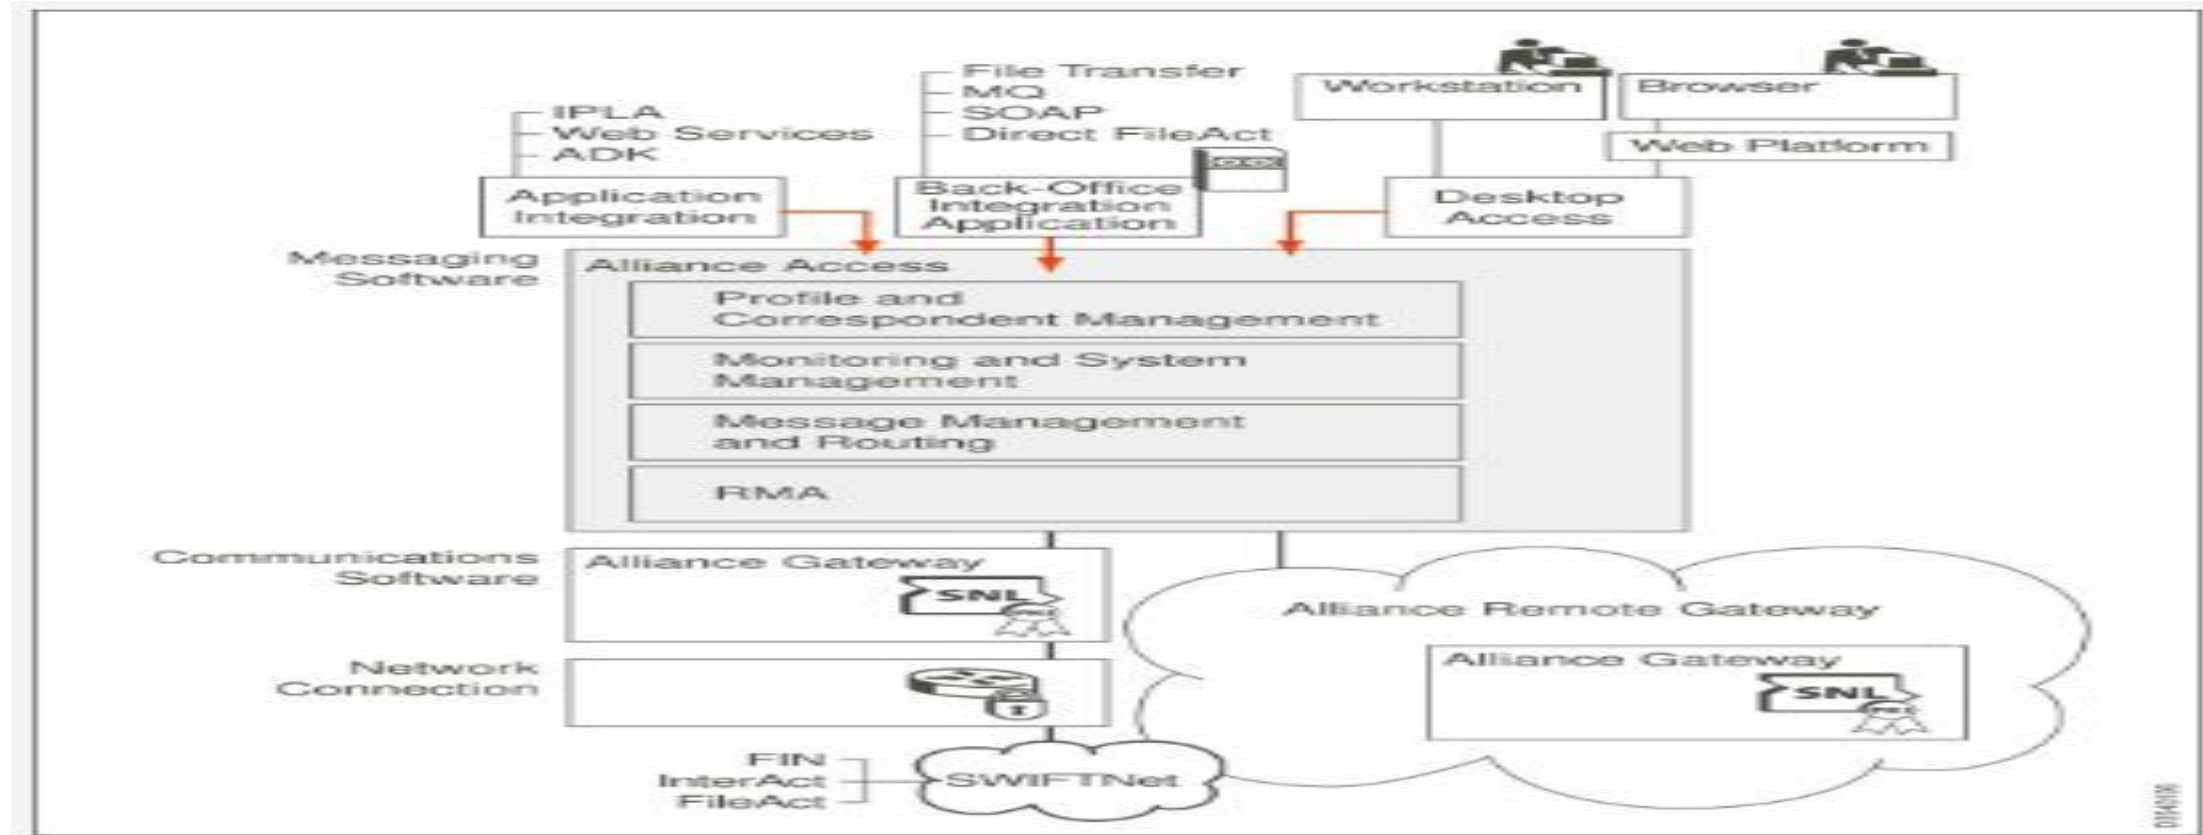 File Transfer
MQ
SOAP
Direct FileAct
IPLA
Web Services
ADK
Workstation
Browser
Web Platform
Application
Integration
Back-Office
Integration
Application
Desktop
Access
Messaging
Software
Alliance Access
Profile and
Correspondent Management
Monitoring and System
Management
Message Management
and Routing
RMA
Communications
Software
Alliance Gateway
SNL
Alliance Remote Gateway
Alliance Gateway
SNL
Network
Connection
FIN
InterAct
FileAct
SWIFTNet